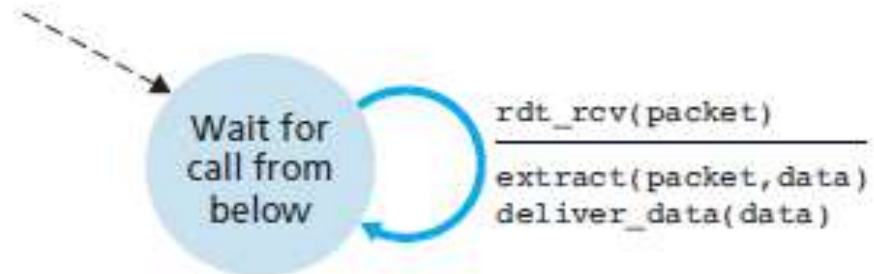 Wait for
call from
below
rdt_rcv(packet)
extract(packet,data)
deliver_data(data)